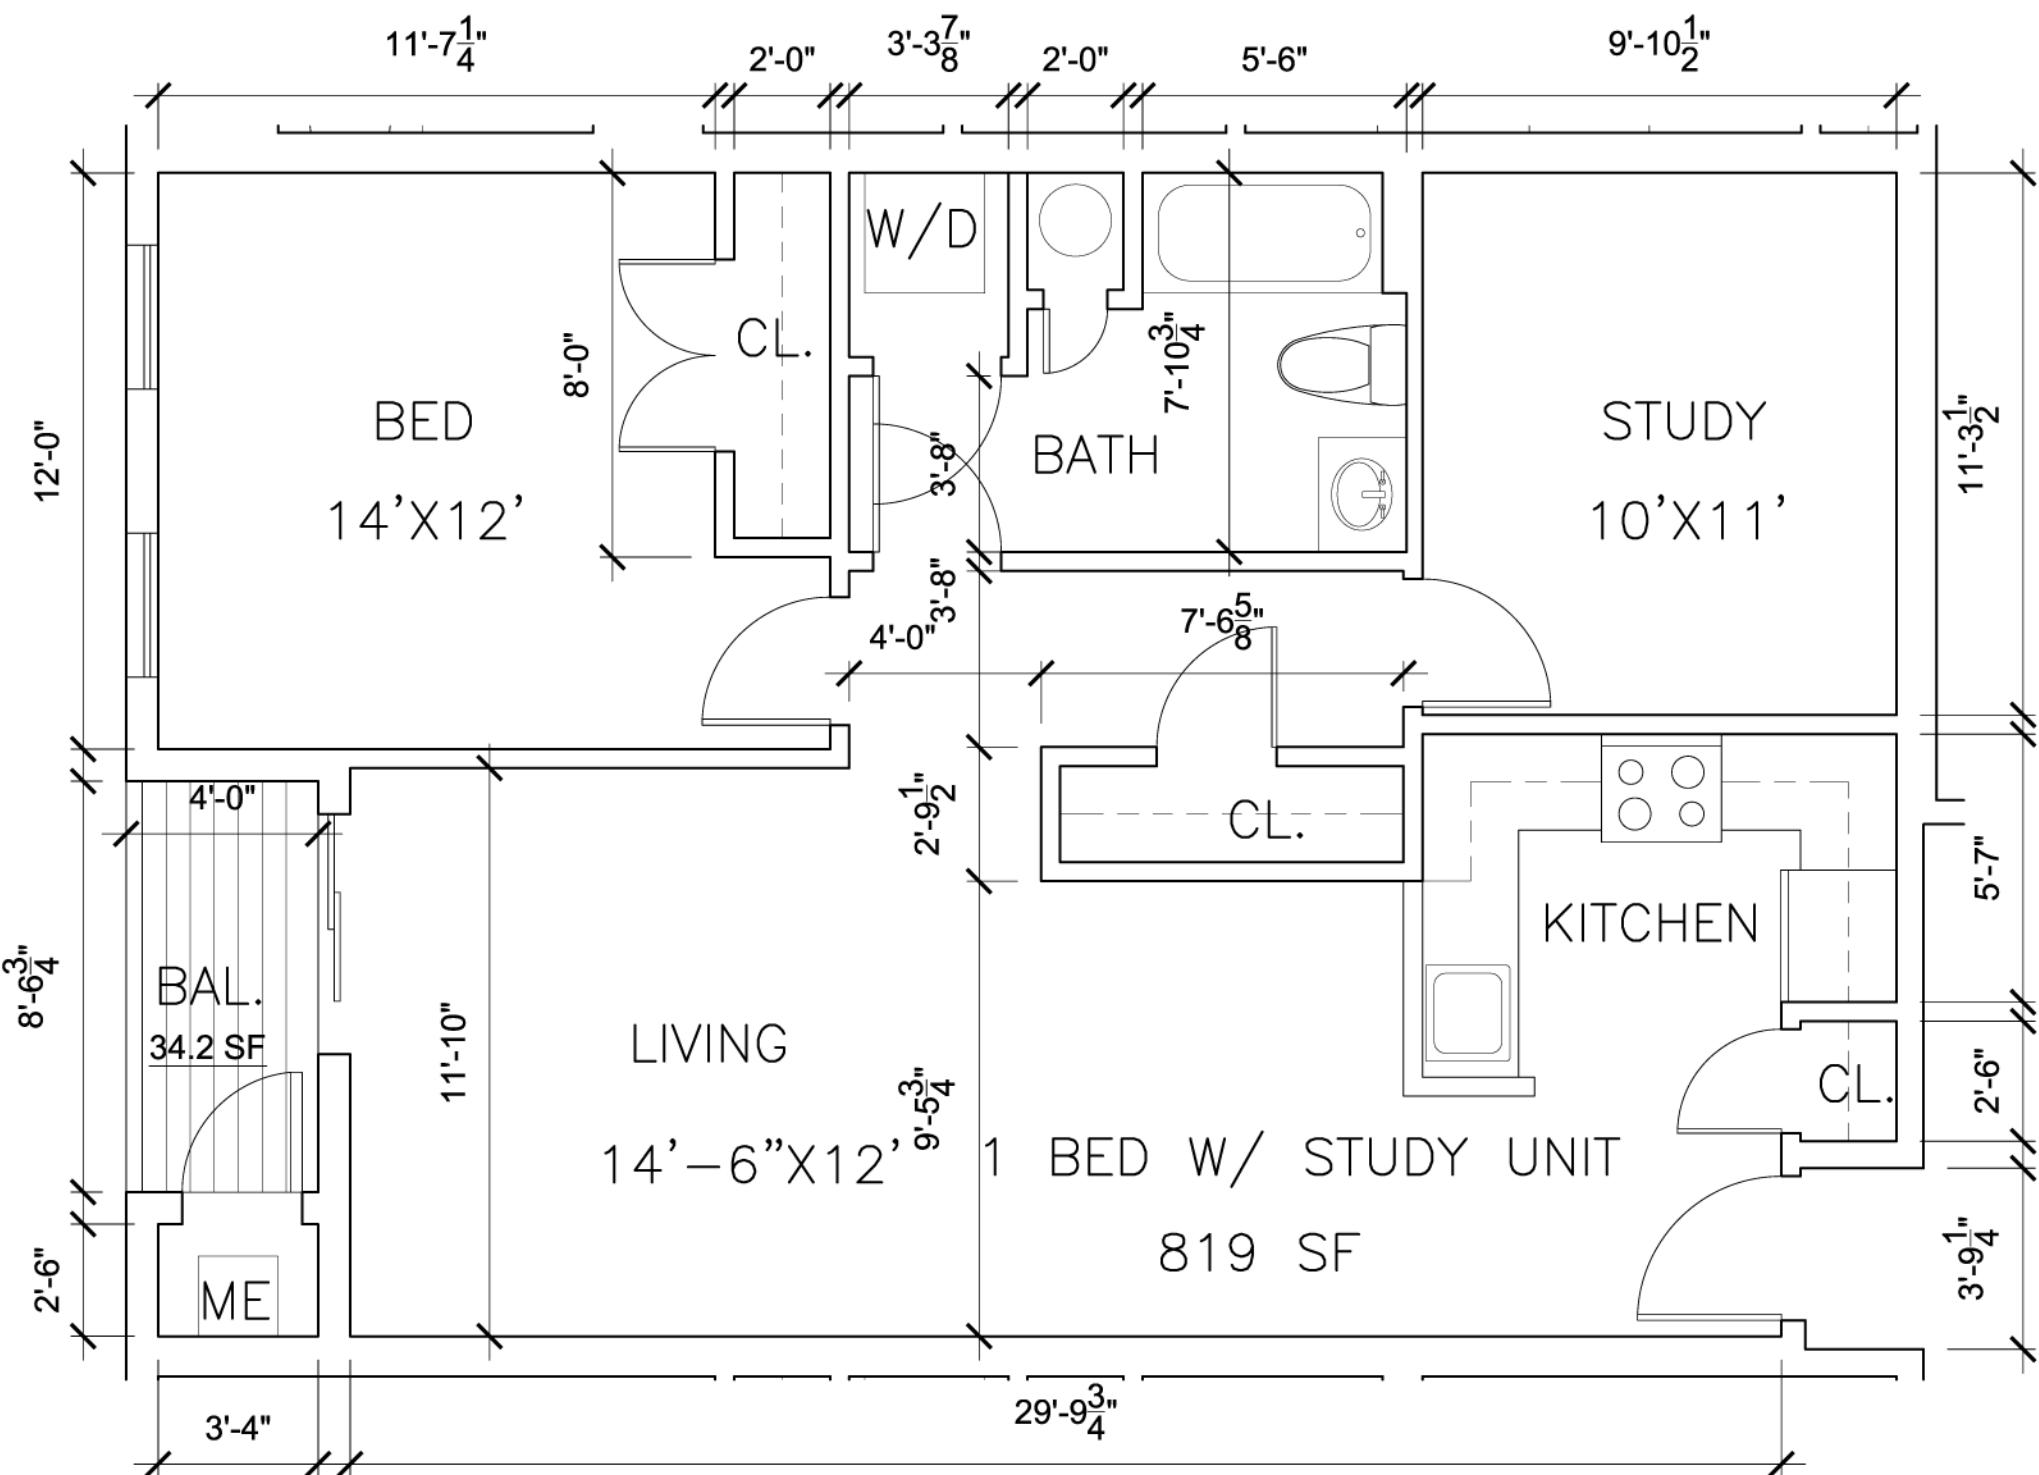 11'-7 1/4"
2'-0"
3'-3 7/8"
2'-0"
5'-6"
9'-10 1/2"
W/D
CL.
8'-0"
7'-10 3/4"
BED
14'X12'
12'-0"
3'-8"
BATH
STUDY
10'X11'
11'-3 1/2"
3'-8"
4'-0"
7'-6 5/8"
4'-0"
2'-9 1/2"
CL.
5'-7"
KITCHEN
8'-6 3/4"
BAL.
34.2 SF
11'-10"
LIVING
14'-6"X12'
9'-5 3/4"
CL.
2'-6"
1 BED W/ STUDY UNIT
819 SF
3'-9 1/4"
2'-6"
ME
3'-4"
29'-9 3/4"